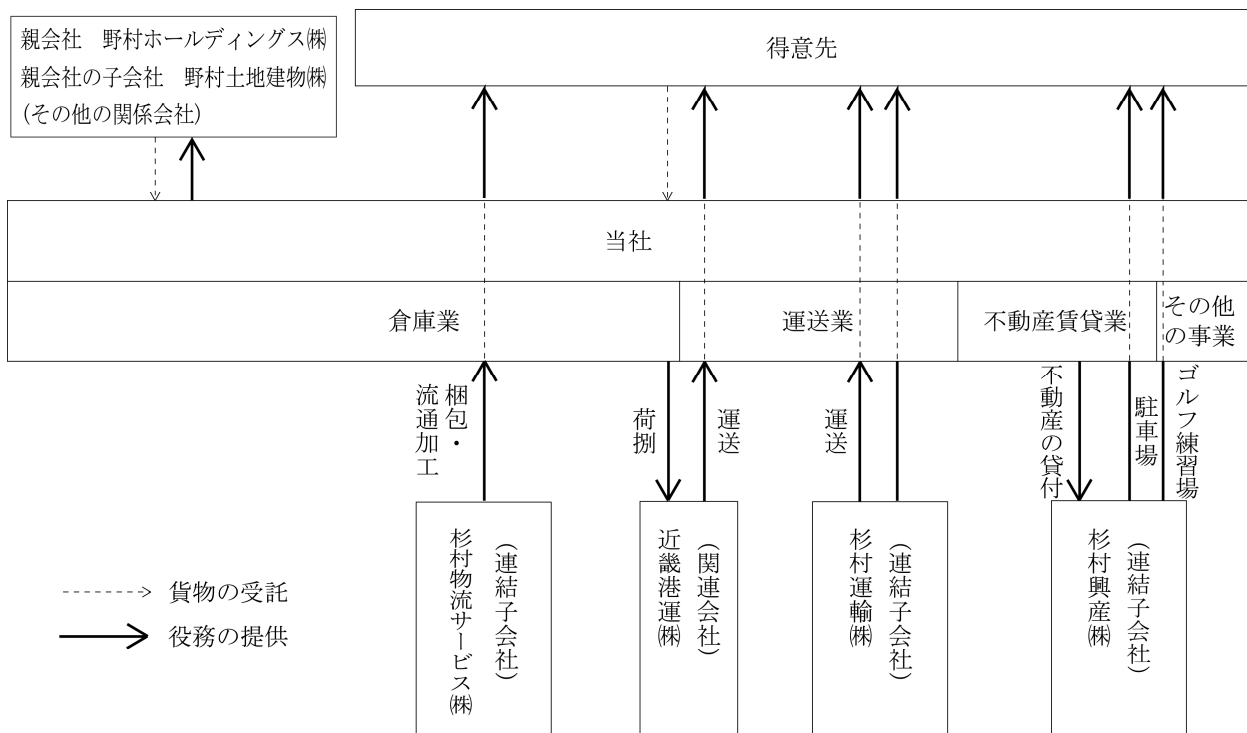 親会社　野村ホールディングス㈱
親会社の子会社　野村土地建物㈱
(その他の関係会社)
得意先
当社
倉庫業
運送業
不動産賃貸業
その他
の事業
梱包・
流通加工
荷捌
運送
運送
不動産の貸付
駐車場
ゴルフ練習場
(連結子会社)
杉村物流サービス㈱
(関連会社)
近畿港運㈱
(連結子会社)
杉村運輸㈱
(連結子会社)
杉村興産㈱
貨物の受託
役務の提供